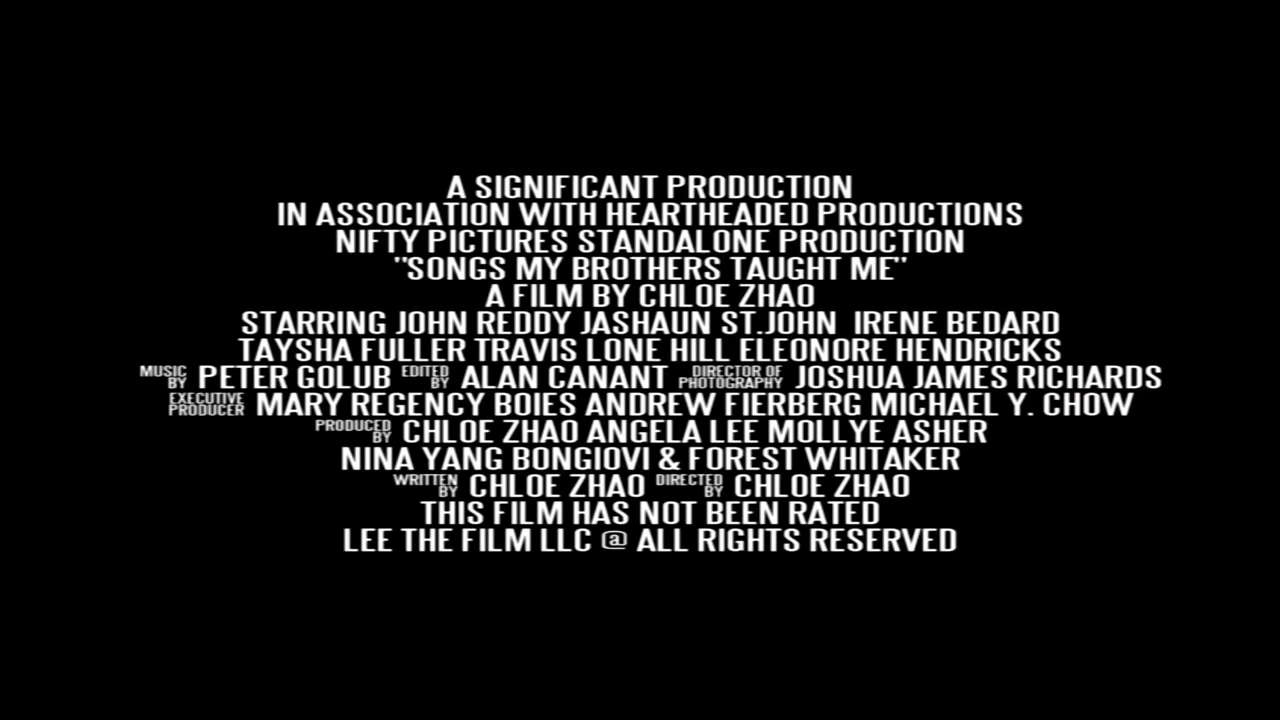 A SIGNIFICANT PRODUCTION
IN ASSOCIATION WITH HEARTHEADED PRODUCTIONS
NIFTY PICTURES STANDALONE PRODUCTION
"SONGS MY BROTHERS TAUGHT ME"
A FILM BY CHLOE ZHAO
STARRING JOHN REDDY JASHAUN ST.JOHN IRENE BEDARD
TAYSHA FULLER TRAVIS LONE HILL ELEONORE HENDRICKS
MUSIC BY PETER GOLUB EDITED BY ALAN CANANT DIRECTOR OF PHOTOGRAPHY JOSHUA JAMES RICHARDS
EXECUTIVE PRODUCER MARY REGENCY BOIES ANDREW FIERBERG MICHAEL Y. CHOW
PRODUCED BY CHLOE ZHAO ANGELA LEE MOLLYE ASHER
NINA YANG BONGIOVI & FOREST WHITAKER
WRITTEN BY CHLOE ZHAO DIRECTED BY CHLOE ZHAO
THIS FILM HAS NOT BEEN RATED
LEE THE FILM LLC @ ALL RIGHTS RESERVED